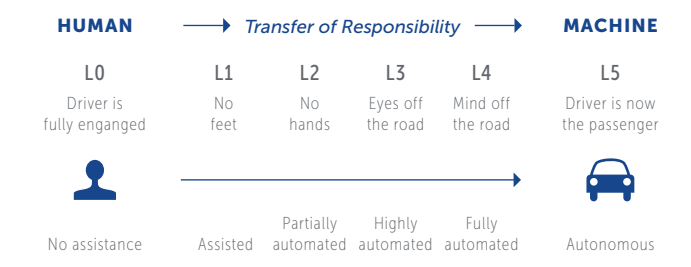 HUMAN Transfer of Responsibility MACHINE
L0 L1 L2 L3 L4 L5
Driver is No No Eyes off Mind off Driver is now
fully enganged feet hands the road the road the passenger
Partially Highly Fully
No assistance Assisted automated automated automated Autonomous